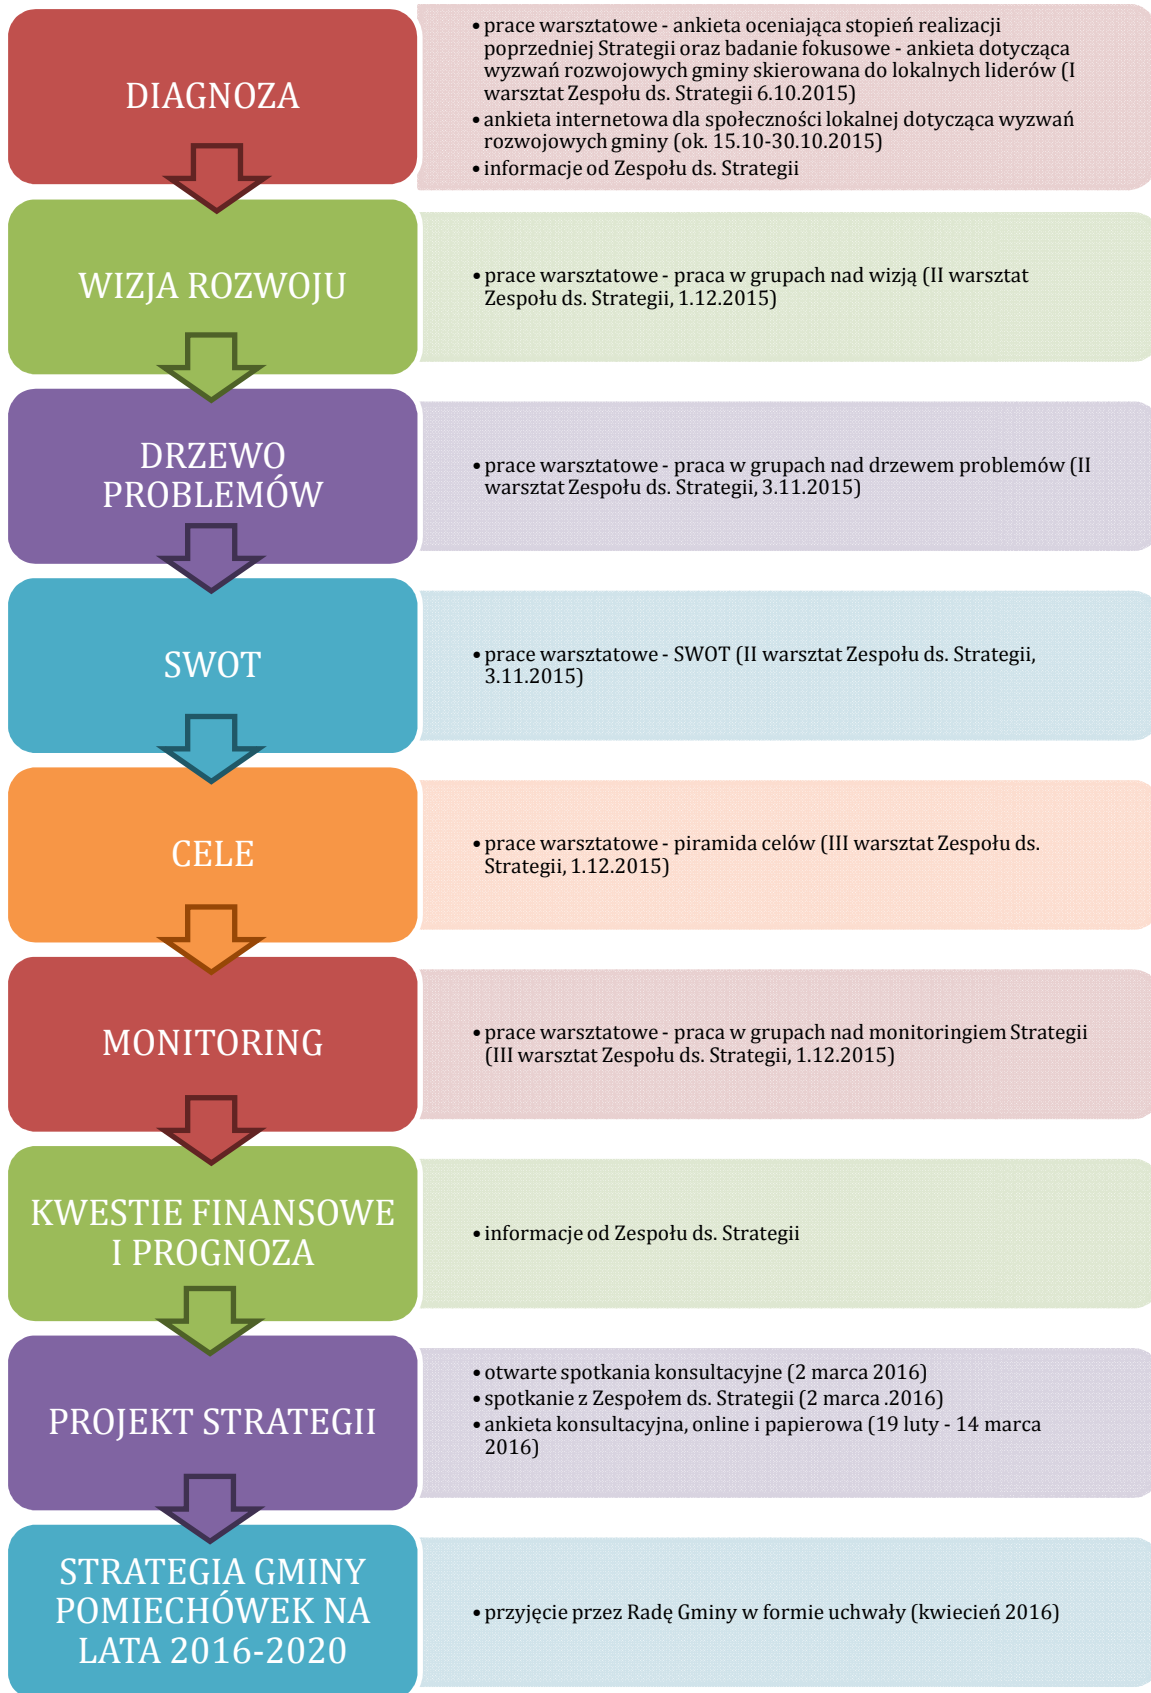 DIAGNOZA
• prace warsztatowe - ankieta oceniająca stopień realizacji
poprzedniej Strategii oraz badanie fokusowe - ankieta dotycząca
wyzwań rozwojowych gminy skierowana do lokalnych liderów (I
warsztat Zespołu ds. Strategii 6.10.2015)
• ankieta internetowa dla społeczności lokalnej dotycząca wyzwań
rozwojowych gminy (ok. 15.10-30.10.2015)
• informacje od Zespołu ds. Strategii
WIZJA ROZWOJU
• prace warsztatowe - praca w grupach nad wizją (II warsztat
Zespołu ds. Strategii, 1.12.2015)
DRZEWO
PROBLEMÓW
• prace warsztatowe - praca w grupach nad drzewem problemów (II
warsztat Zespołu ds. Strategii, 3.11.2015)
SWOT
• prace warsztatowe - SWOT (II warsztat Zespołu ds. Strategii,
3.11.2015)
CELE
• prace warsztatowe - piramida celów (III warsztat Zespołu ds.
Strategii, 1.12.2015)
MONITORING
• prace warsztatowe - praca w grupach nad monitoringiem Strategii
(III warsztat Zespołu ds. Strategii, 1.12.2015)
KWESTIE FINANSOWE
I PROGNOZA
• informacje od Zespołu ds. Strategii
PROJEKT STRATEGII
• otwarte spotkania konsultacyjne (2 marca 2016)
• spotkanie z Zespołem ds. Strategii (2 marca .2016)
• ankieta konsultacyjna, online i papierowa (19 luty - 14 marca
2016)
STRATEGIA GMINY
POMIECHÓWEK NA
LATA 2016-2020
• przyjęcie przez Radę Gminy w formie uchwały (kwiecień 2016)